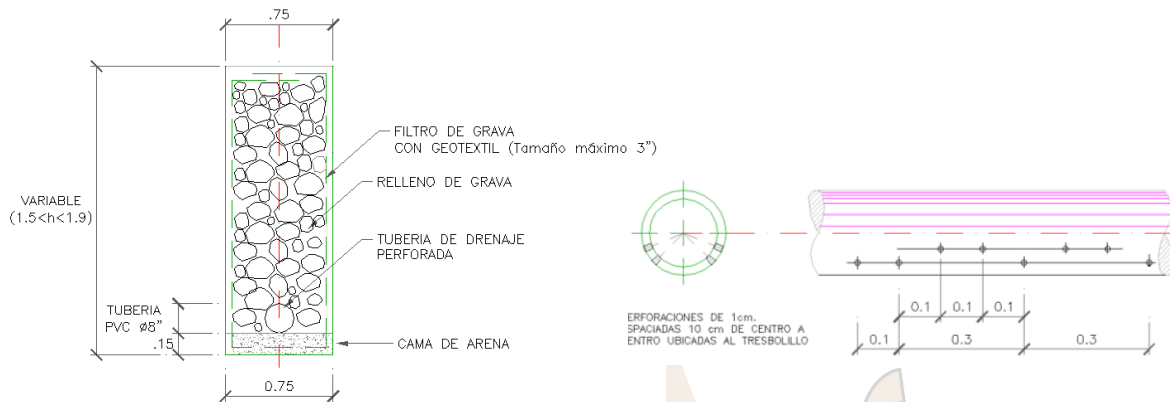 .75
FILTRO DE GRAVA
CON GEOTEXTIL (Tamaño máximo 3")
RELLENO DE GRAVA
VARIABLE
(1.5<h<1.9)
TUBERIA DE DRENAJE
PERFORADA
TUBERIA
PVC ø8"
.15
CAMA DE ARENA
0.75
ERFORACIONES DE 1cm.
SPACIADAS 10 cm DE CENTRO A
ENTRO UBICADAS AL TRESBOLILLO
0.1
0.1
0.1
0.1
0.3
0.3